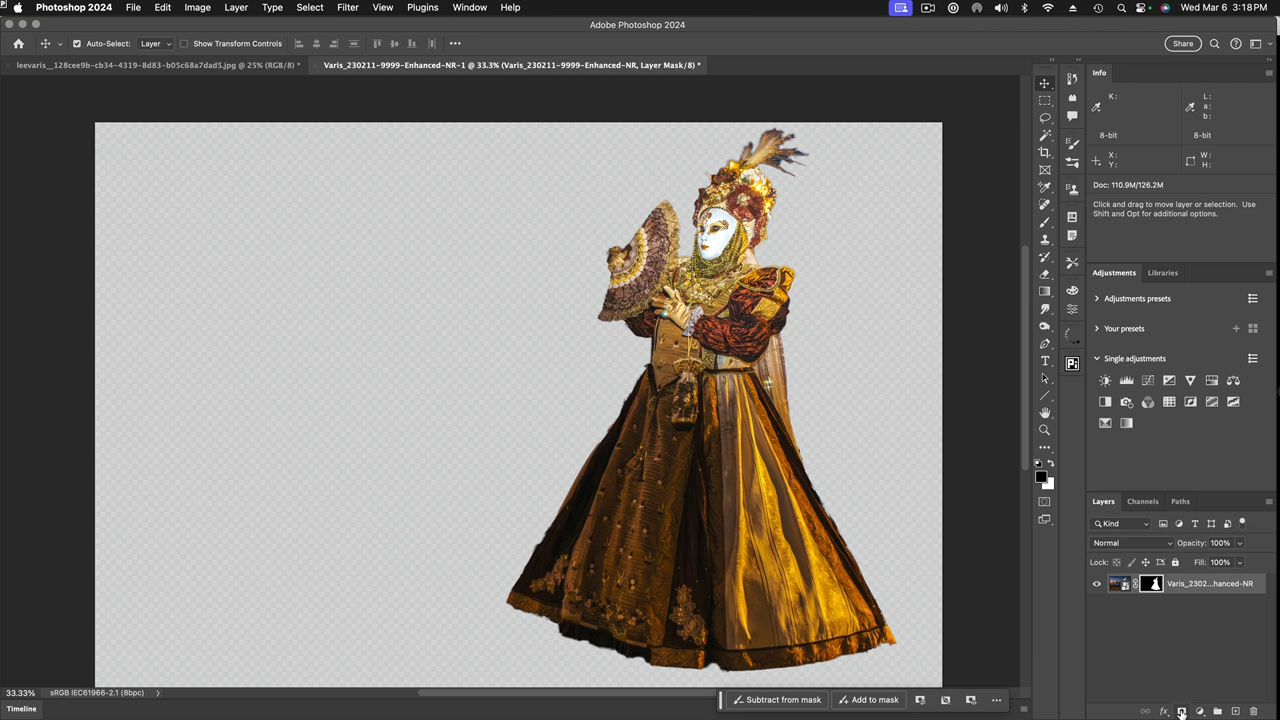 Photoshop 2024 File Edit Image Layer Type Select Filter View Plugins Window Help Wed Mar 6 3:18 PM
Adobe Photoshop 2024
Auto-Select: Layer Show Transform Controls Share
leevaris__128cee9b-cb34-4319-8d83-b05c68a7dad5.jpg @ 25% (RGB/8) * Varis_230211-9999-Enhanced-NR-1 @ 33.3% (Varis_230211-9999-Enhanced-NR, Layer Mask/8) *
Info
K: L:
a:
b:
8-bit 8-bit
X: W:
Y: H:
Doc: 110.9M/126.2M
Click and drag to move layer or selection. Use
Shift and Opt for additional options.
Adjustments Libraries
Adjustments presets
Your presets
Single adjustments
Layers Channels Paths
Kind
Normal Opacity: 100%
Lock: Fill: 100%
Varis_2302...hanced-NR
33.33% sRGB IEC61966-2.1 (8bpc) Subtract from mask Add to mask
Timeline